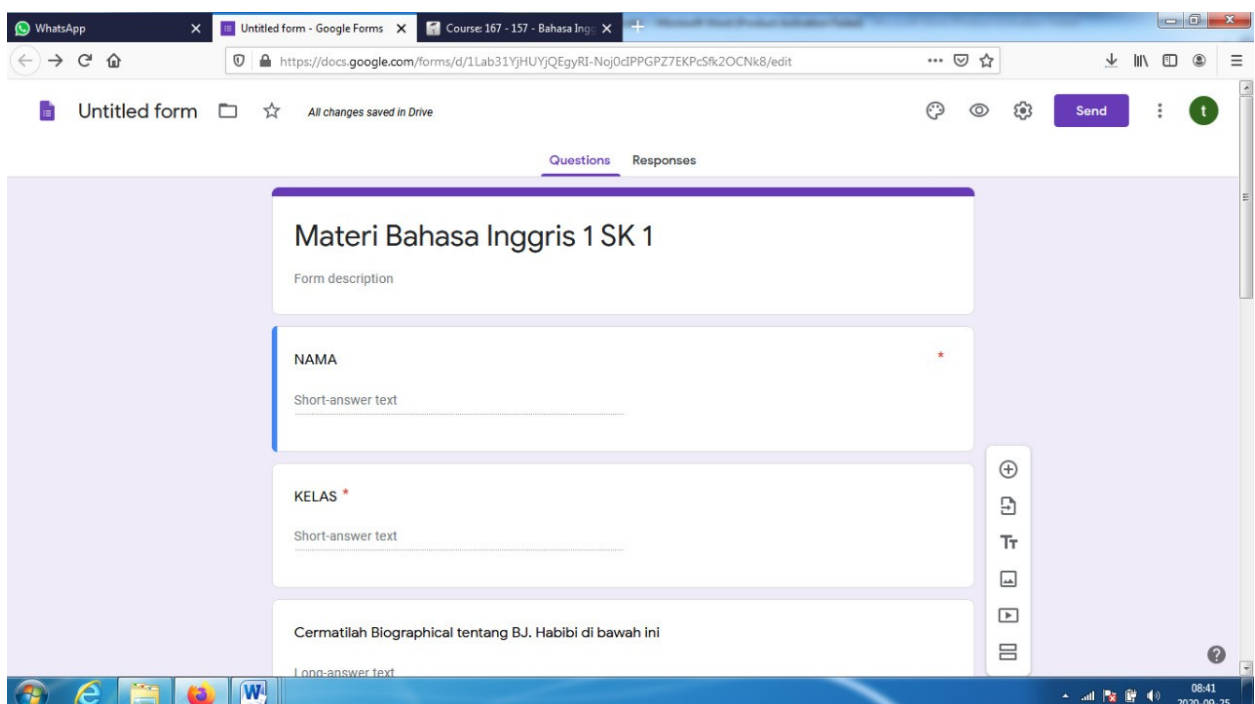 WhatsApp
Untitled form - Google Forms
Course: 167 - 157 - Bahasa Ingg
https://docs.google.com/forms/d/1Lab31YjHUYjQEgyRI-Noj0cIPPGPZ7EKPcSfk2OCNk8/edit
Untitled form
All changes saved in Drive
Send
t
Questions Responses
Materi Bahasa Inggris 1 SK 1
Form description
NAMA *
Short-answer text
KELAS *
Short-answer text
Cermatilah Biographical tentang BJ. Habibi di bawah ini
Long-answer text
08:41
2020-09-25